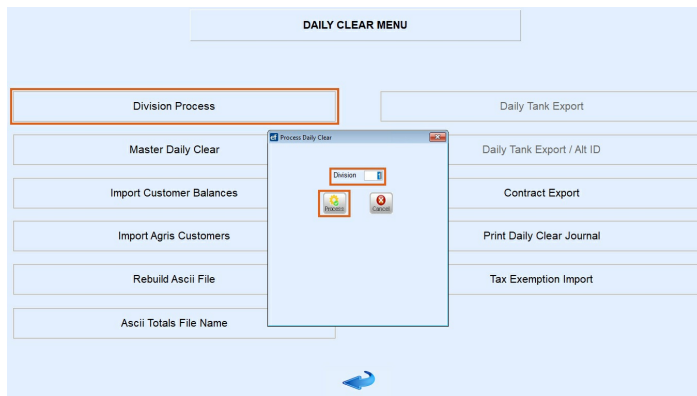 DAILY CLEAR MENU
Division Process
Daily Tank Export
Master Daily Clear
Process Daily Clear
Daily Tank Export / Alt ID
Division
Import Customer Balances
Process
Cancel
Contract Export
Import Agris Customers
Print Daily Clear Journal
Rebuild Ascii File
Tax Exemption Import
Ascii Totals File Name